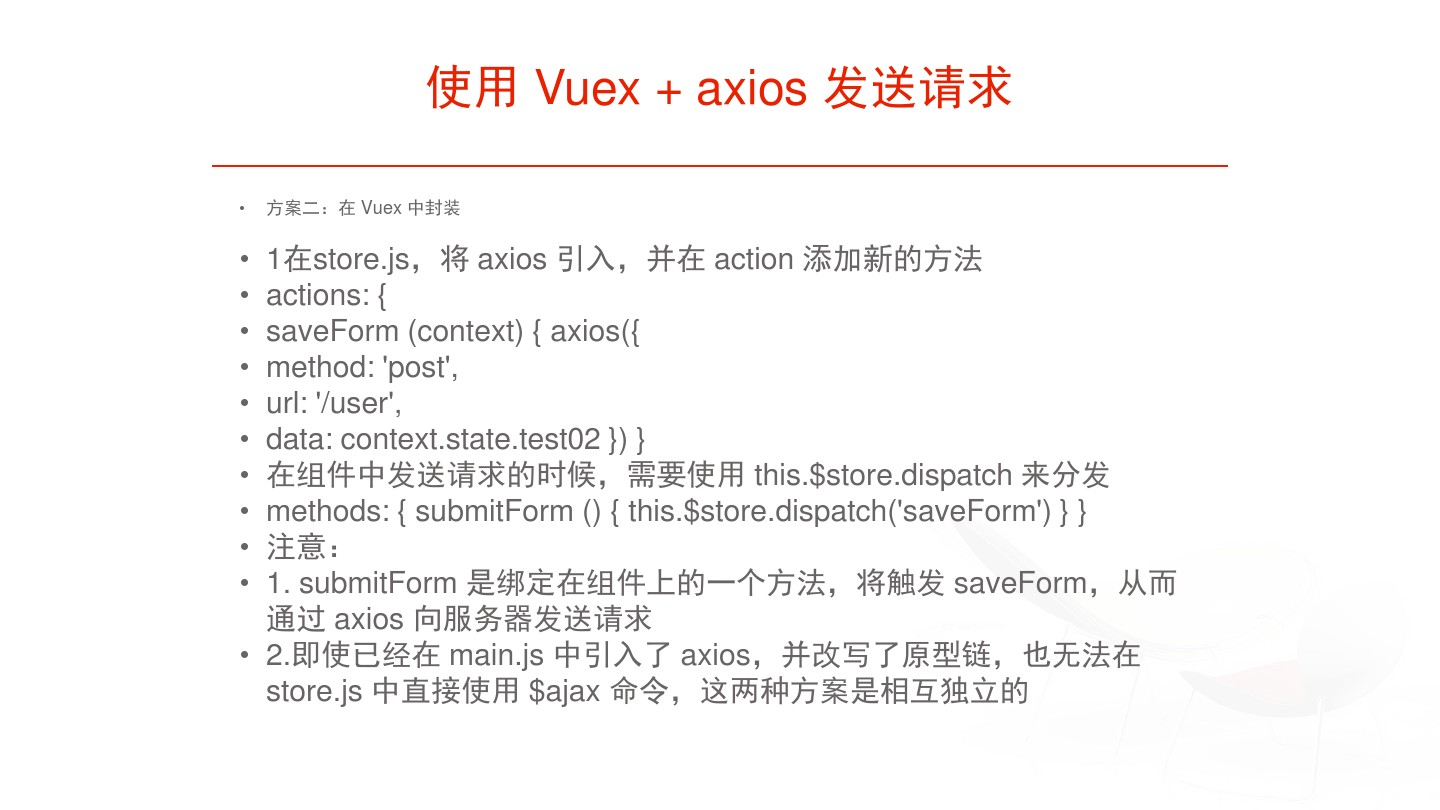 使用 Vuex + axios 发送请求
• 方案二：在 Vuex 中封装
• 1在store.js，将 axios 引入，并在 action 添加新的方法
• actions: {
• saveForm (context) { axios({
• method: 'post',
• url: '/user',
• data: context.state.test02 }) }
• 在组件中发送请求的时候，需要使用 this.$store.dispatch 来分发
• methods: { submitForm () { this.$store.dispatch('saveForm') } }
• 注意：
• 1. submitForm 是绑定在组件上的一个方法，将触发 saveForm，从而
通过 axios 向服务器发送请求
• 2.即使已经在 main.js 中引入了 axios，并改写了原型链，也无法在
store.js 中直接使用 $ajax 命令，这两种方案是相互独立的